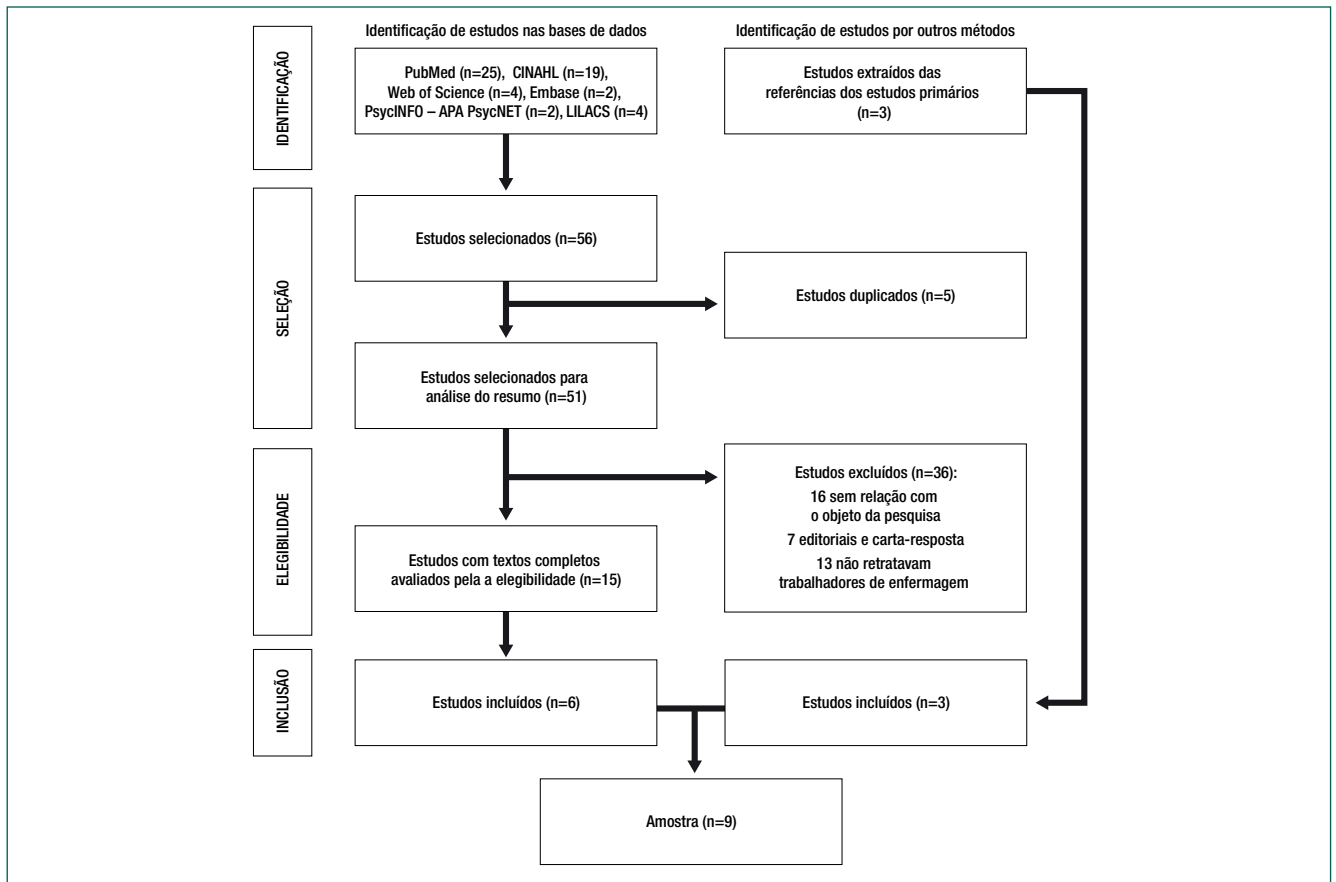 IDENTIFICAÇÃO
Identificação de estudos nas bases de dados
PubMed (n=25), CINAHL (n=19),
Web of Science (n=4), Embase (n=2),
PsycINFO – APA PsycNET (n=2), LILACS (n=4)
Identificação de estudos por outros métodos
Estudos extraídos das
referências dos estudos primários
(n=3)
SELEÇÃO
Estudos selecionados (n=56)
Estudos duplicados (n=5)
Estudos selecionados para
análise do resumo (n=51)
ELEGIBILIDADE
Estudos excluídos (n=36):
16 sem relação com
o objeto da pesquisa
7 editoriais e carta-resposta
13 não retratavam
trabalhadores de enfermagem
Estudos com textos completos
avaliados pela a elegibilidade (n=15)
INCLUSÃO
Estudos incluídos (n=6)
Estudos incluídos (n=3)
Amostra (n=9)